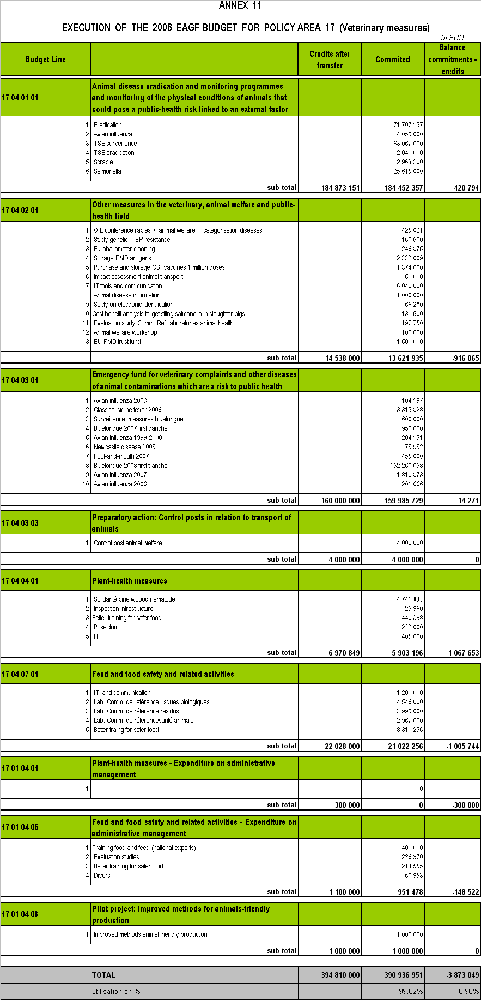 ANNEX 11
EXECUTION OF THE 2008 EAGF BUDGET FOR POLICY AREA 17 (Veterinary measures)
In EUR
Budget Line Credits after transfer Commited Balance commitments - credits
17 04 01 01 Animal disease eradication and monitoring programmes
and monitoring of the physical conditions of animals that
could pose a public-health risk linked to an external factor
1 Eradication 71 707 157
2 Avian influenza 4 059 000
3 TSE surveillance 68 067 000
4 TSE eradication 2 041 000
5 Scrapie 12 963 200
6 Salmonella 25 615 000
sub total 184 873 151 184 452 357 -420 794
17 04 02 01 Other measures in the veterinary, animal welfare and public-
health field
1 OIE conference rabies + animal welfare + categorisation diseases 425 021
2 Study genetic TSR resistance 150 500
3 Eurobarometer clooning 246 875
4 Storage FMD antigens 2 332 009
5 Purchase and storage CSFvaccines 1 million doses 1 374 000
6 Impact assessment animal transport 58 000
7 IT tools and communication 6 040 000
8 Animal disease information 1 000 000
9 Study on electronic identification 66 280
10 Cost benefit analysis target stting salmonella in slaughter pigs 131 500
11 Evaluation study Comm. Ref. laboratories animal health 197 750
12 Animal welfare workshop 100 000
13 EU FMD trust fund 1 500 000
sub total 14 538 000 13 621 935 -916 065
17 04 03 01 Emergency fund for veterinary complaints and other diseases
of animal contaminations which are a risk to public health
1 Avian influenza 2003 104 197
2 Classical swine fever 2006 3 315 828
3 Surveillance measures bluetongue 600 000
4 Bluetongue 2007 first tranche 950 000
5 Avian influenza 1999-2000 204 151
6 Newcastle disease 2005 75 958
7 Foot-and-mouth 2007 455 000
8 Bluetongue 2008 first tranche 152 268 058
9 Avian influenza 2007 1 810 873
10 Avian influenza 2006 201 666
sub total 160 000 000 159 985 729 -14 271
17 04 03 03 Preparatory action: Control posts in relation to transport of
animals
1 Control post animal welfare 4 000 000
sub total 4 000 000 4 000 000 0
17 04 04 01 Plant-health measures
1 Solidarité pine woood nematode 4 741 838
2 Inspection infrastructure 25 960
3 Better training for safer food 448 398
4 Poseidom 282 000
5 IT 405 000
sub total 6 970 849 5 903 196 -1 067 653
17 04 07 01 Feed and food safety and related activities
1 IT and communication 1 200 000
2 Lab. Comm. de référence risques biologiques 4 546 000
3 Lab. Comm. de référence résidus 3 999 000
4 Lab. Comm. de référencesanté animale 2 967 000
5 Better traing for safer food 8 310 256
sub total 22 028 000 21 022 256 -1 005 744
17 01 04 01 Plant-health measures - Expenditure on administrative
management
1 0
sub total 300 000 0 -300 000
17 01 04 05 Feed and food safety and related activities - Expenditure on
administrative management
1 Training food and feed (national experts) 400 000
2 Evaluation studies 286 970
3 Better training for safer food 213 555
4 Divers 50 953
sub total 1 100 000 951 478 -148 522
17 01 04 06 Pilot project: Improved methods for animals-friendly
production
1 Improved methods animal friendly production 1 000 000
sub total 1 000 000 1 000 000 0
TOTAL 394 810 000 390 936 951 -3 873 049
utilisation en % 99.02% -0.98%